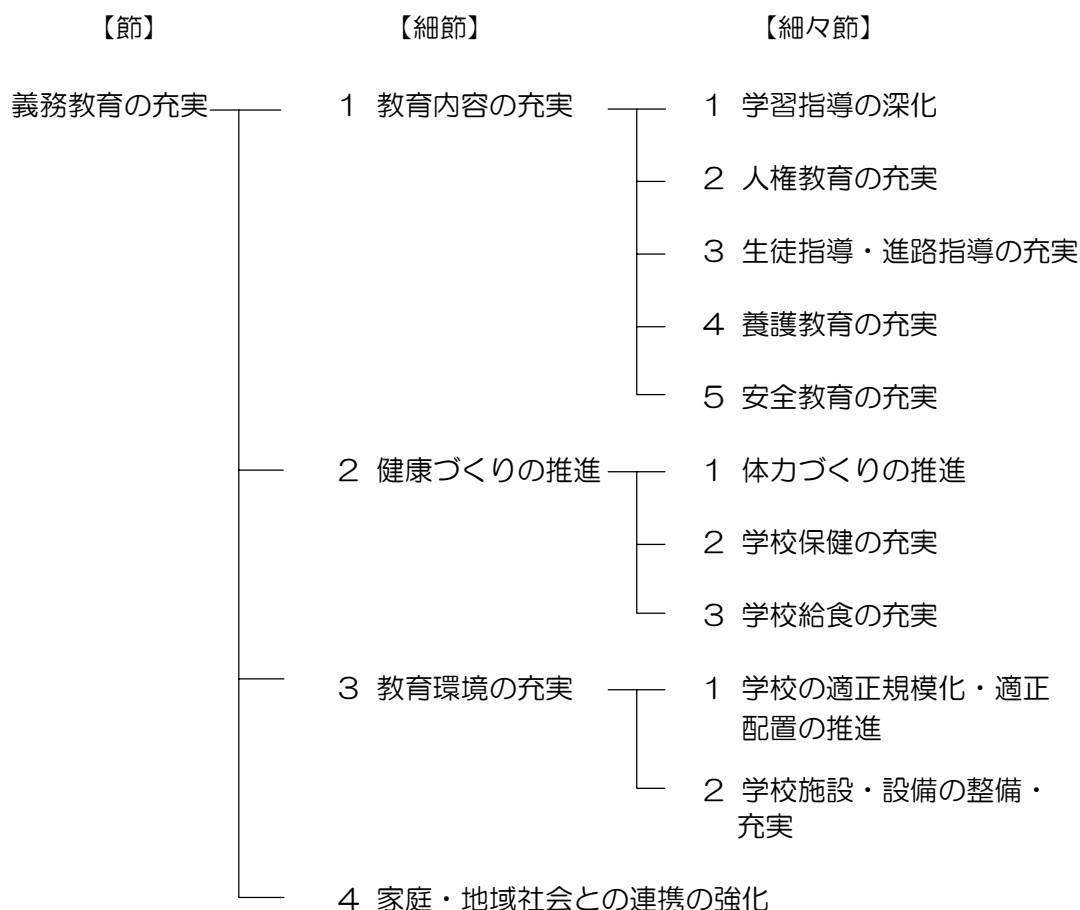 【節】 【細節】 【細々節】
義務教育の充実 1 教育内容の充実 1 学習指導の深化
2 人権教育の充実
3 生徒指導・進路指導の充実
4 養護教育の充実
5 安全教育の充実
2 健康づくりの推進 1 体力づくりの推進
2 学校保健の充実
3 学校給食の充実
3 教育環境の充実 1 学校の適正規模化・適正
配置の推進
2 学校施設・設備の整備・
充実
4 家庭・地域社会との連携の強化